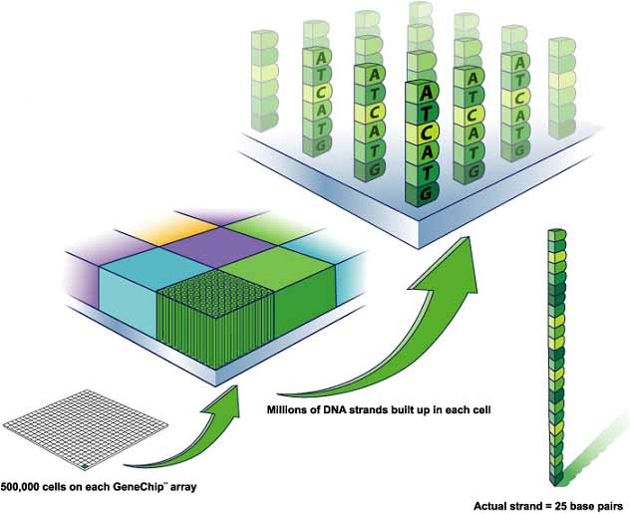 A
T
C
A
T
G
A
T
C
A
T
G
A
T
C
A
T
G
A
T
C
A
T
G
A
T
C
A
T
G
Millions of DNA strands built up in each cell
500,000 cells on each GeneChip™ array
Actual strand = 25 base pairs